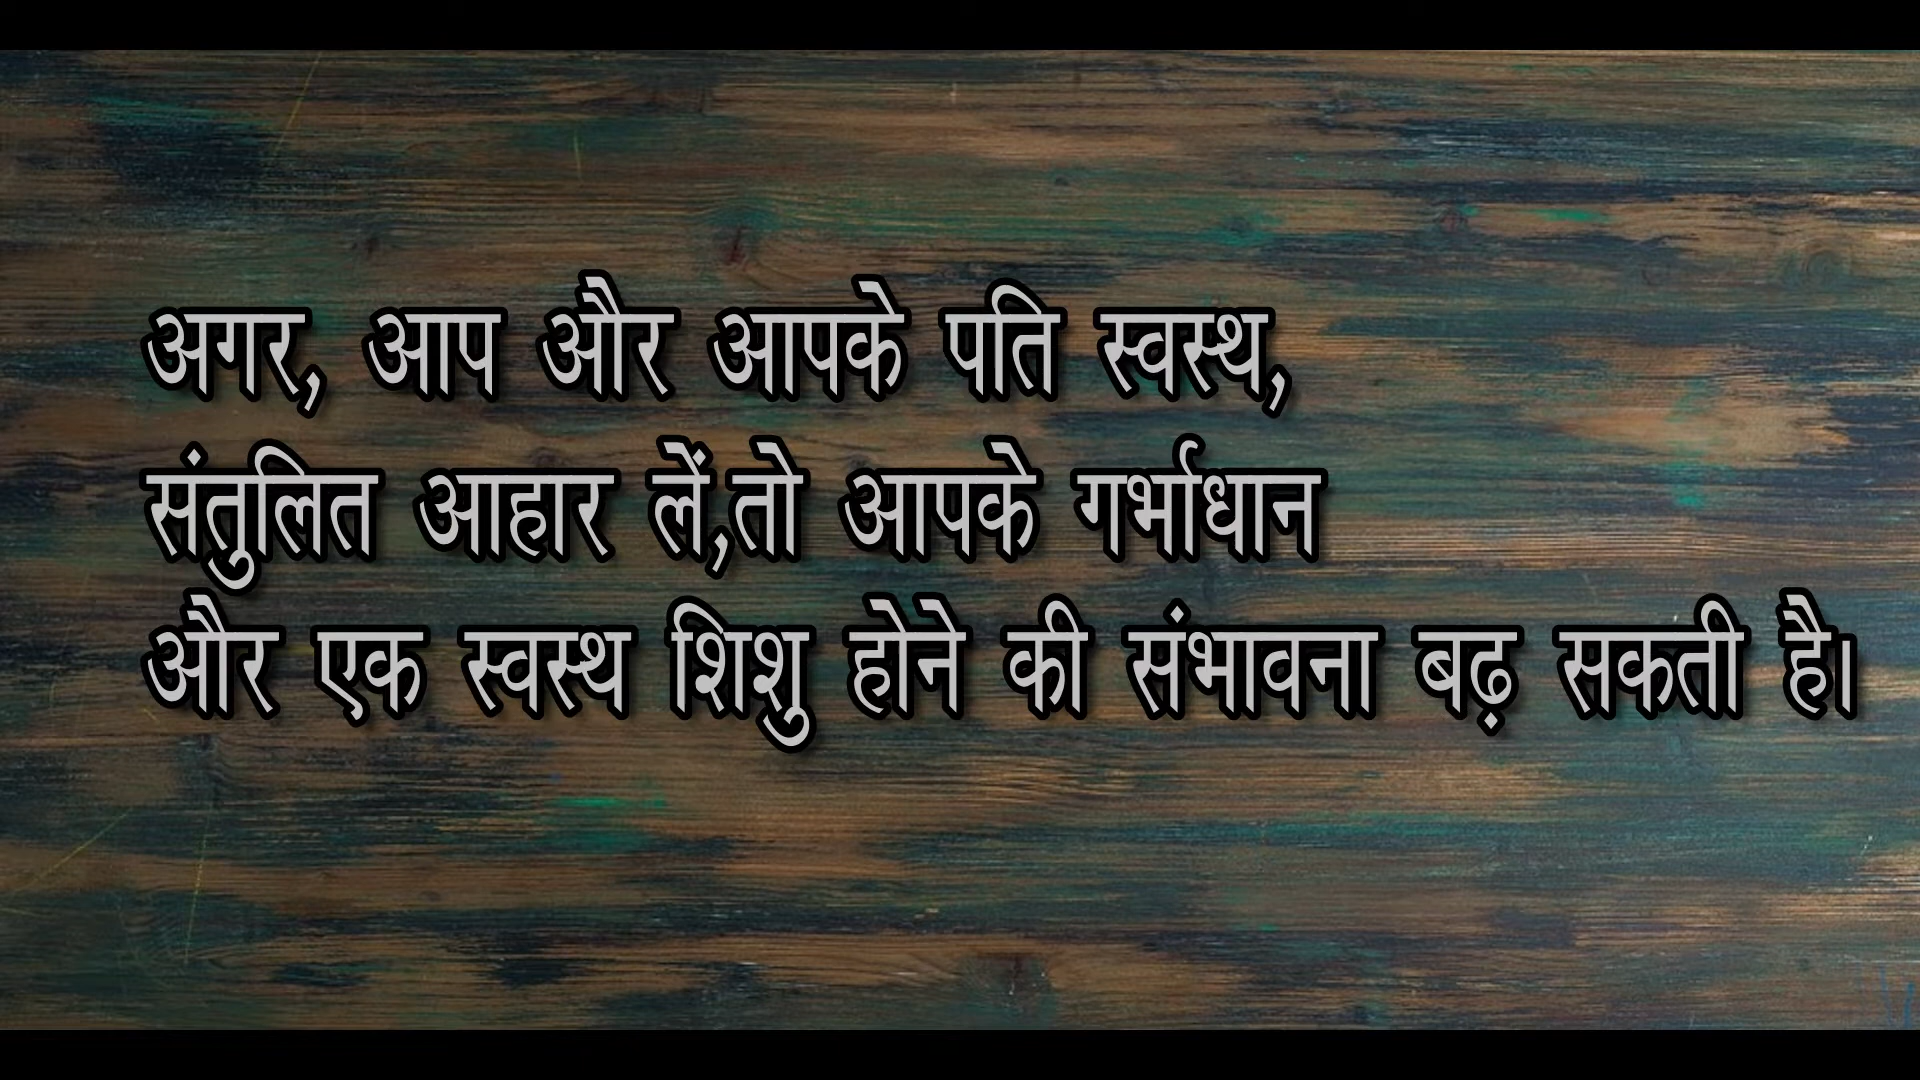 अगर, आप और आपके पति स्वस्थ,
संतुलित आहार लें,तो आपके गर्भाधान
और एक स्वस्थ शिशु होने की संभावना बढ़ सकती है।